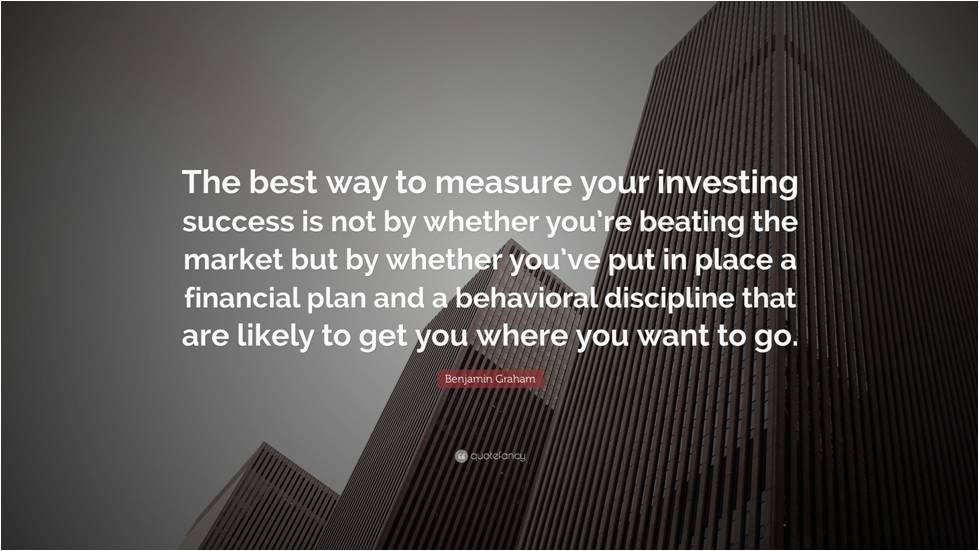 The best way to measure your investing
success is not by whether you’re beating the
market but by whether you’ve put in place a
financial plan and a behavioral discipline that
are likely to get you where you want to go.
Benjamin Graham
quotefancy